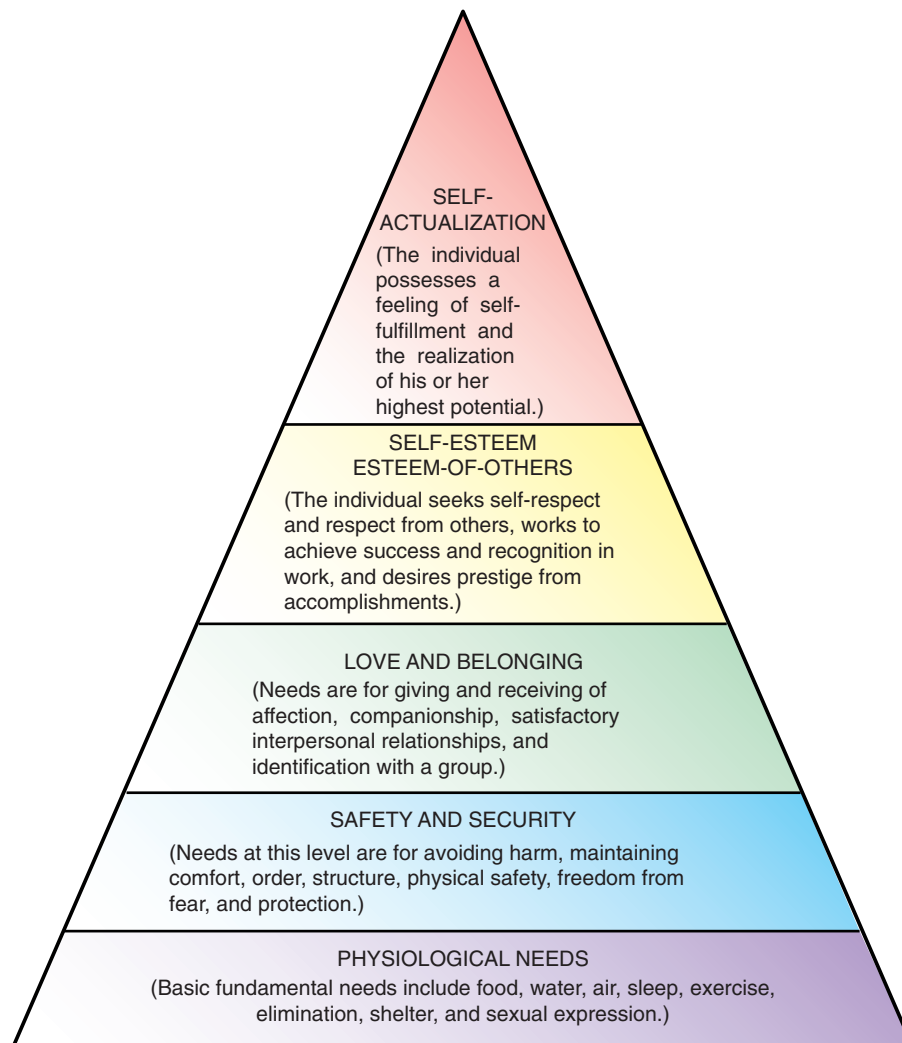 SELF-
ACTUALIZATION
(The individual
possesses a
feeling of self-
fulfillment and
the realization
of his or her
highest potential.)
SELF-ESTEEM
ESTEEM-OF-OTHERS
(The individual seeks self-respect
and respect from others, works to
achieve success and recognition in
work, and desires prestige from
accomplishments.)
LOVE AND BELONGING
(Needs are for giving and receiving of
affection, companionship, satisfactory
interpersonal relationships, and
identification with a group.)
SAFETY AND SECURITY
(Needs at this level are for avoiding harm, maintaining
comfort, order, structure, physical safety, freedom from
fear, and protection.)
PHYSIOLOGICAL NEEDS
(Basic fundamental needs include food, water, air, sleep, exercise,
elimination, shelter, and sexual expression.)